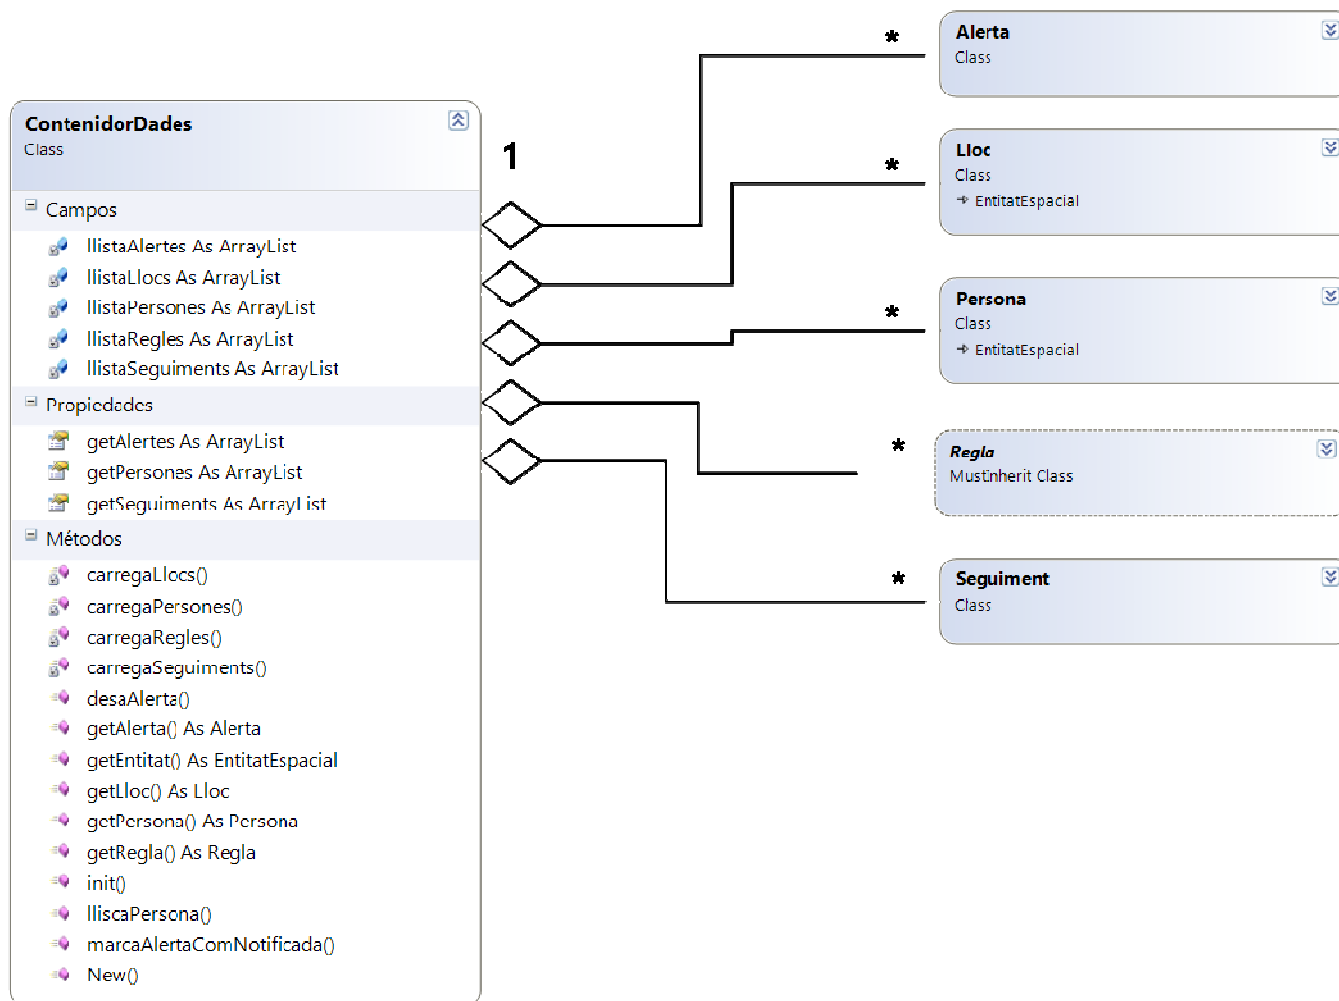 ContenidorDades
Class
Campos
llistaAlertes As ArrayList
llistaLlocs As ArrayList
llistaPersones As ArrayList
llistaRegles As ArrayList
llistaSeguiments As ArrayList
Propiedades
getAlertes As ArrayList
getPersones As ArrayList
getSeguiments As ArrayList
Métodos
carregaLlocs()
carregaPersones()
carregaRegles()
carregaSeguiments()
desaAlerta()
getAlerta() As Alerta
getEntitat() As EntitatEspacial
getLloc() As Lloc
getPersona() As Persona
getRegla() As Regla
init()
lliscaPersona()
marcaAlertaComNotificada()
New()
1
*
Alerta
Class
*
Lloc
Class
EntitatEspacial
*
Persona
Class
EntitatEspacial
*
Regla
MustInherit Class
*
Seguiment
Class